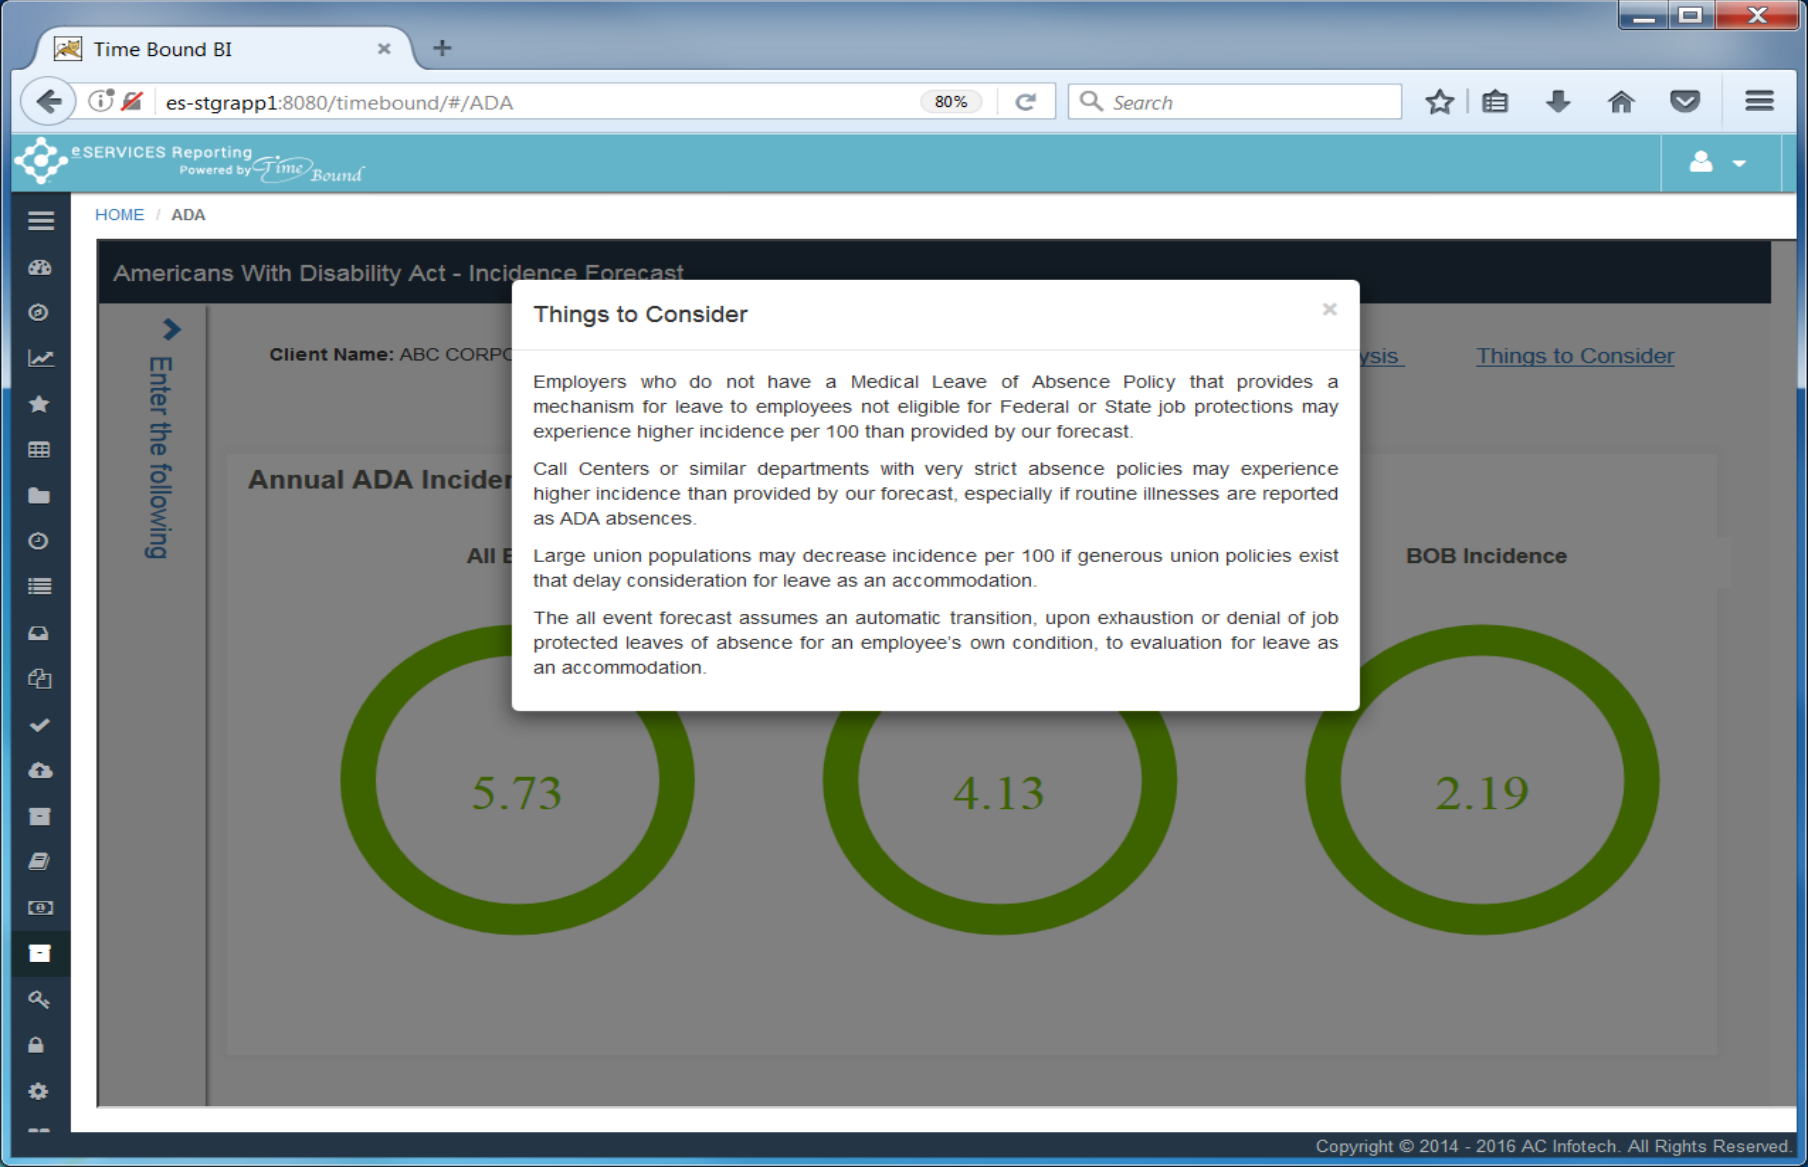 Time Bound BI
es-stgrapp1:8080/timebound/#/ADA
80%
Search
eSERVICES Reporting
Powered by Time Bound
HOME / ADA
Americans With Disability Act - Incidence Forecast
Enter the following
Client Name: ABC
Things to Consider
Annual ADA
All
BOB Incidence
5.73
4.13
2.19
Things to Consider
Employers who do not have a Medical Leave of Absence Policy that provides a
mechanism for leave to employees not eligible for Federal or State job protections may
experience higher incidence per 100 than provided by our forecast.
Call Centers or similar departments with very strict absence policies may experience
higher incidence than provided by our forecast, especially if routine illnesses are reported
as ADA absences.
Large union populations may decrease incidence per 100 if generous union policies exist
that delay consideration for leave as an accommodation.
The all event forecast assumes an automatic transition, upon exhaustion or denial of job
protected leaves of absence for an employee’s own condition, to evaluation for leave as
an accommodation.
Copyright © 2014 - 2016 AC Infotech. All Rights Reserved.